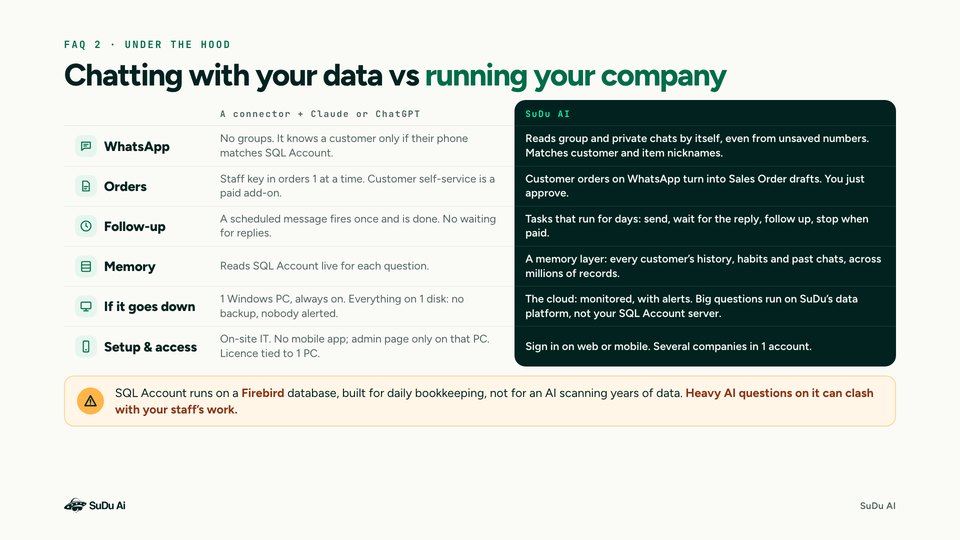 FAQ 2 · UNDER THE HOOD
Chatting with your data vs running your company
A connector + Claude or ChatGPT
SuDu AI
WhatsApp
No groups. It knows a customer only if their phone
matches SQL Account.
Reads group and private chats by itself, even from unsaved numbers.
Matches customer and item nicknames.
Orders
Staff key in orders 1 at a time. Customer self-service is a
paid add-on.
Customer orders on WhatsApp turn into Sales Order drafts. You just
approve.
Follow-up
A scheduled message fires once and is done. No waiting
for replies.
Tasks that run for days: send, wait for the reply, follow up, stop when
paid.
Memory
Reads SQL Account live for each question.
A memory layer: every customer’s history, habits and past chats, across
millions of records.
If it goes down
1 Windows PC, always on. Everything on 1 disk: no
backup, nobody alerted.
The cloud: monitored, with alerts. Big questions run on SuDu’s data
platform, not your SQL Account server.
Setup & access
On-site IT. No mobile app; admin page only on that PC.
Licence tied to 1 PC.
Sign in on web or mobile. Several companies in 1 account.
SQL Account runs on a Firebird database, built for daily bookkeeping, not for an AI scanning years of data. Heavy AI questions on it can clash
with your staff’s work.
SuDu Ai
SuDu AI